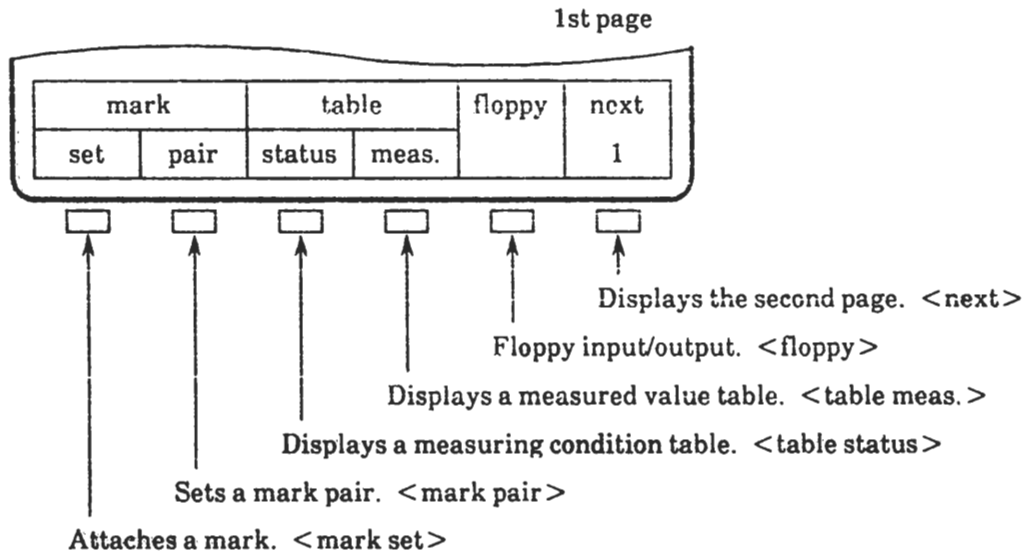 1st page
mark table floppy next
set pair status meas. 1
Displays the second page. <next>
Floppy input/output. <floppy>
Displays a measured value table. <table meas.>
Displays a measuring condition table. <table status>
Sets a mark pair. <mark pair>
Attaches a mark. <mark set>